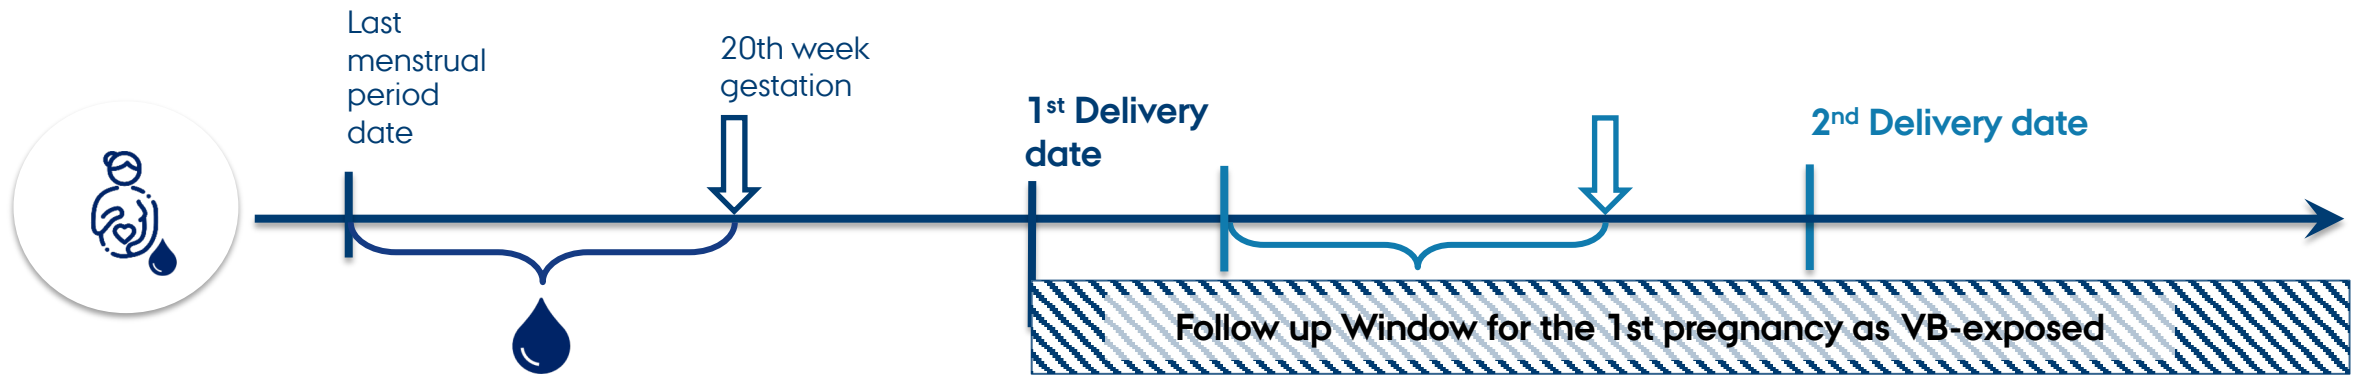 Last
menstrual
period
date
20th week
gestation
1st Delivery
date
2nd Delivery date
Follow up Window for the 1st pregnancy as VB-exposed